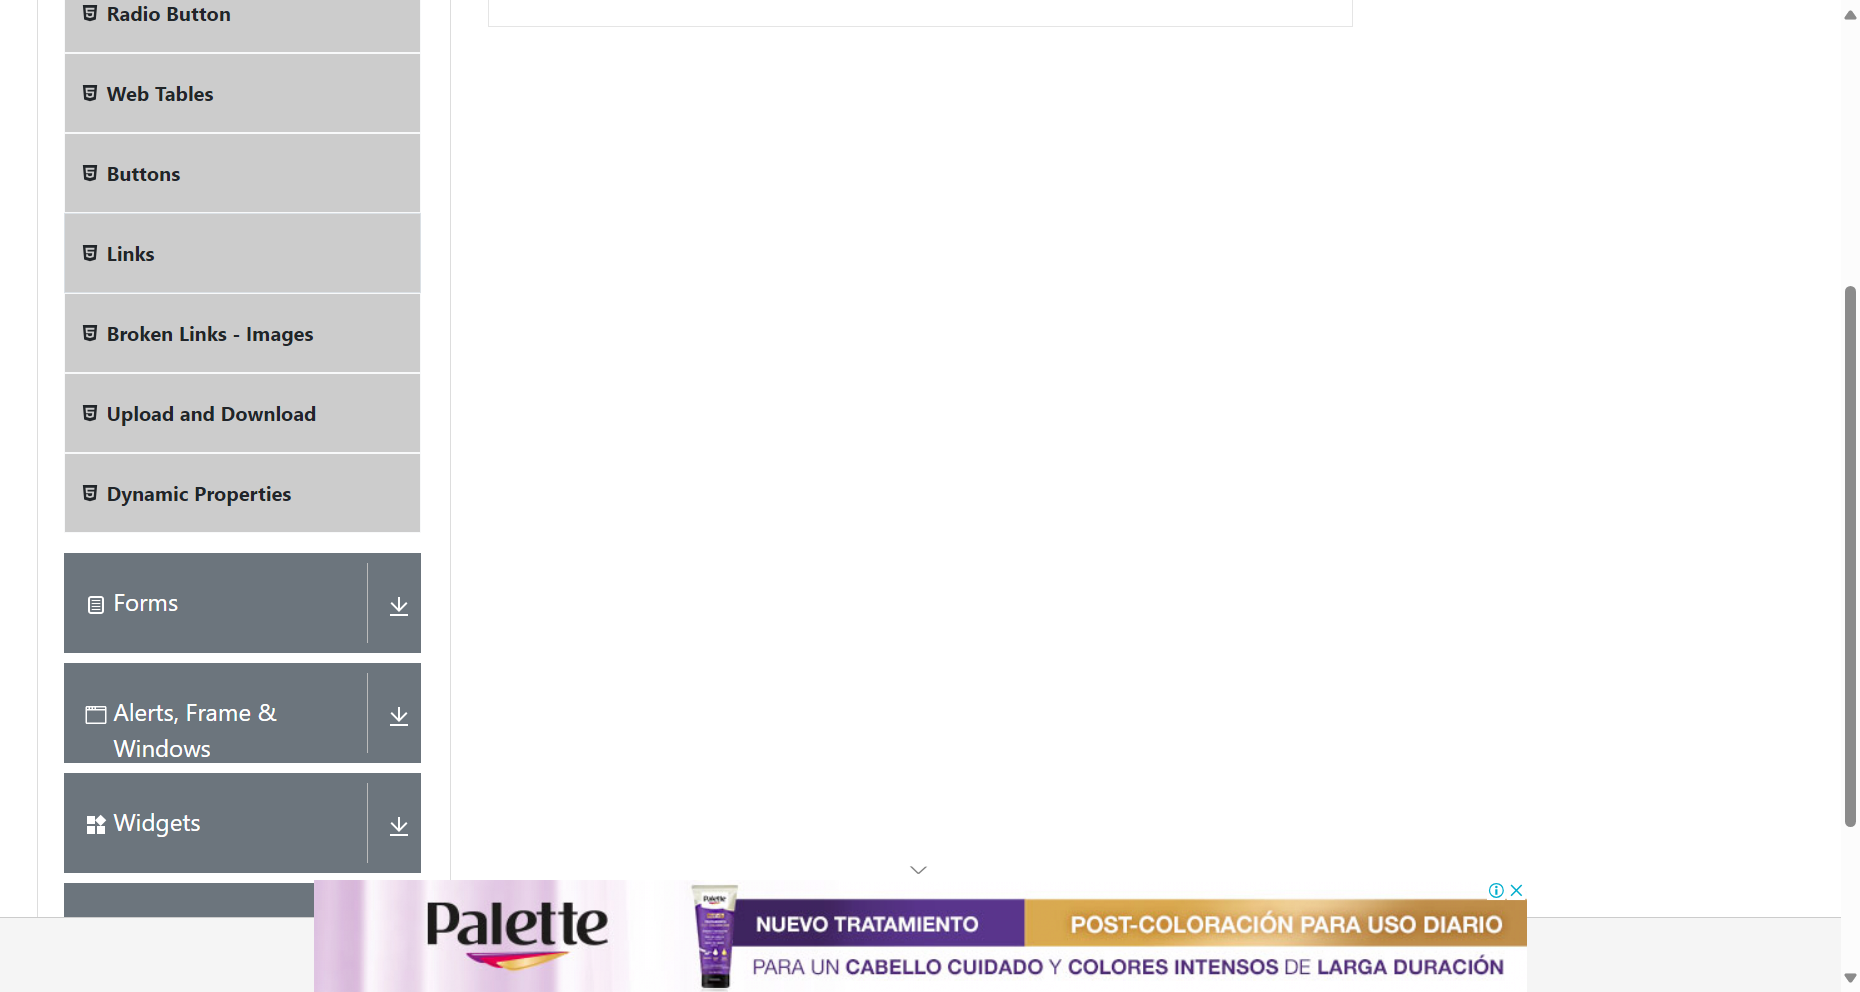 Radio Button
Web Tables
Buttons
Links
Broken Links - Images
Upload and Download
Dynamic Properties
Forms
Alerts, Frame &
Windows
Widgets
Palette
NUEVO TRATAMIENTO
POST-COLORACIÓN PARA USO DIARIO
PARA UN CABELLO CUIDADO Y COLORES INTENSOS DE LARGA DURACIÓN
Palette